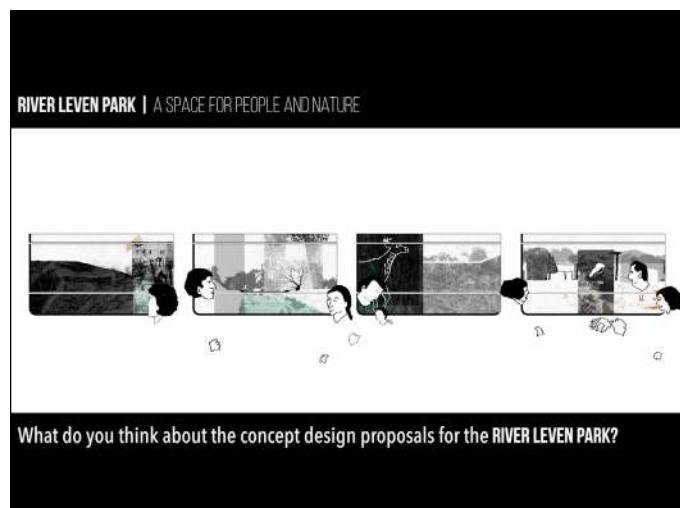 RIVER LEVEN PARK | A SPACE FOR PEOPLE AND NATURE
What do you think about the concept design proposals for the RIVER LEVEN PARK?